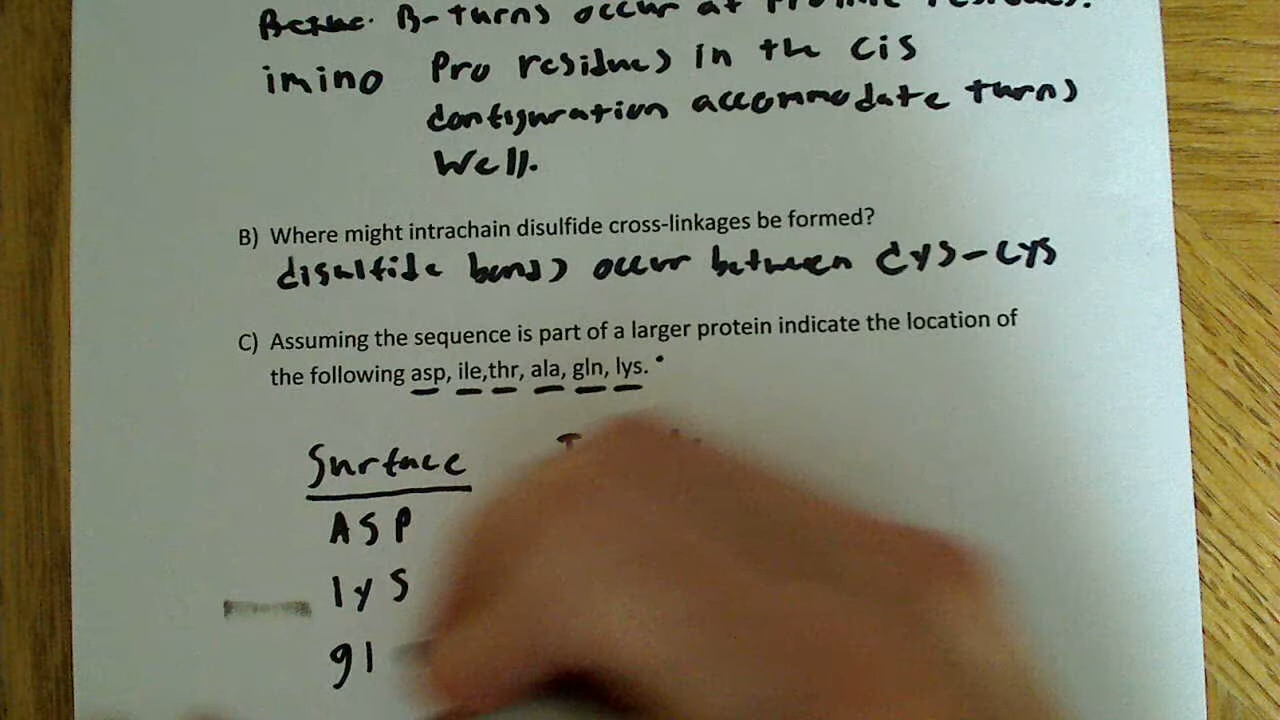 B-turns occur at
imino Pro residues in the cis
configuration accommodate turns
well.
B) Where might intrachain disulfide cross-linkages be formed?
disulfide bonds occur between cys-cys
C) Assuming the sequence is part of a larger protein indicate the location of
the following asp, ile,thr, ala, gln, lys.
Surface
ASP
lys
gl